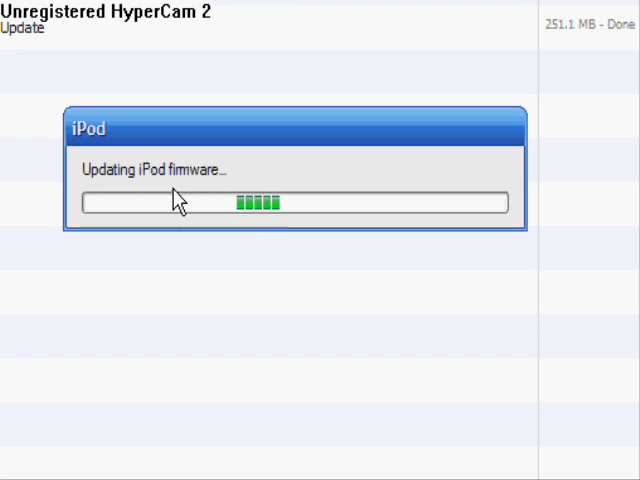 Unregistered HyperCam 2
Update
251.1 MB - Done
iPod
Updating iPod firmware...